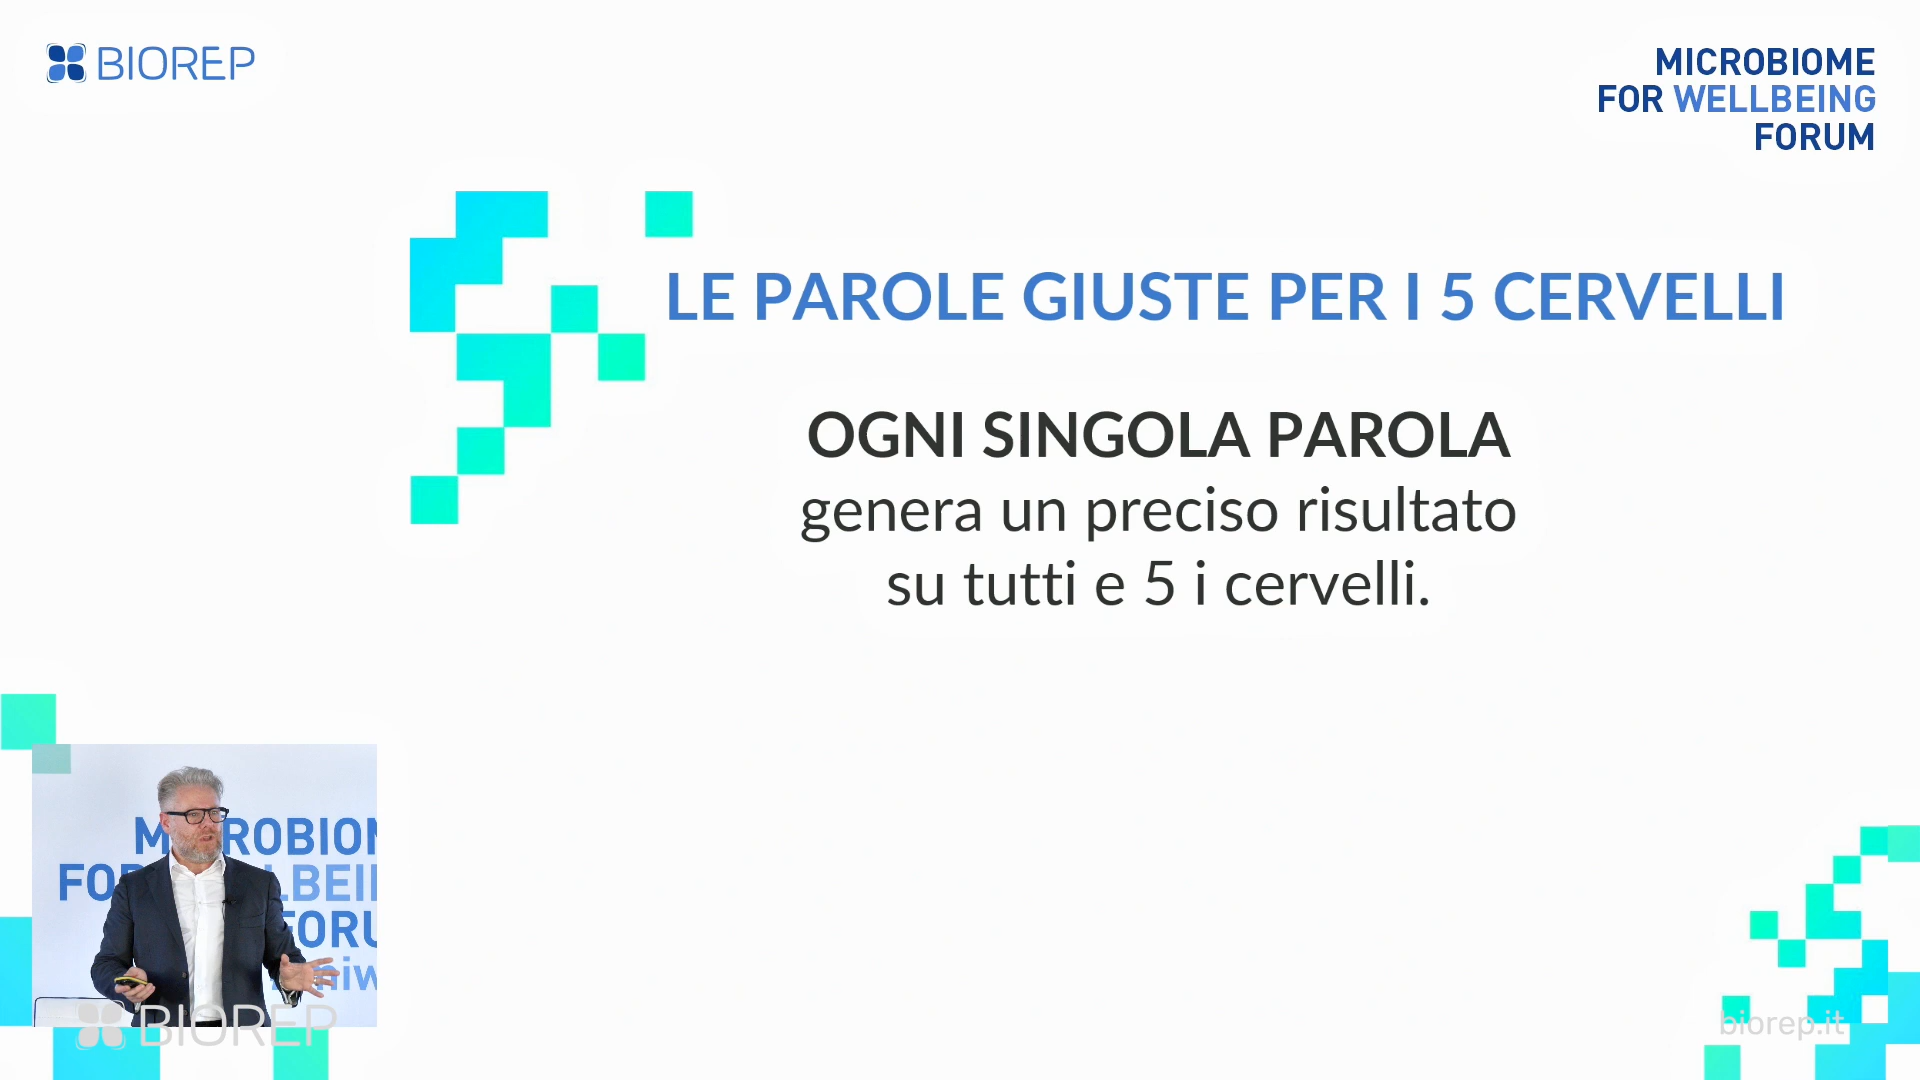 BIOREP
MICROBIOME
FOR WELLBEING
FORUM
LE PAROLE GIUSTE PER I 5 CERVELLI
OGNI SINGOLA PAROLA
genera un preciso risultato
su tutti e 5 i cervelli.
BIOREP
biorep.it